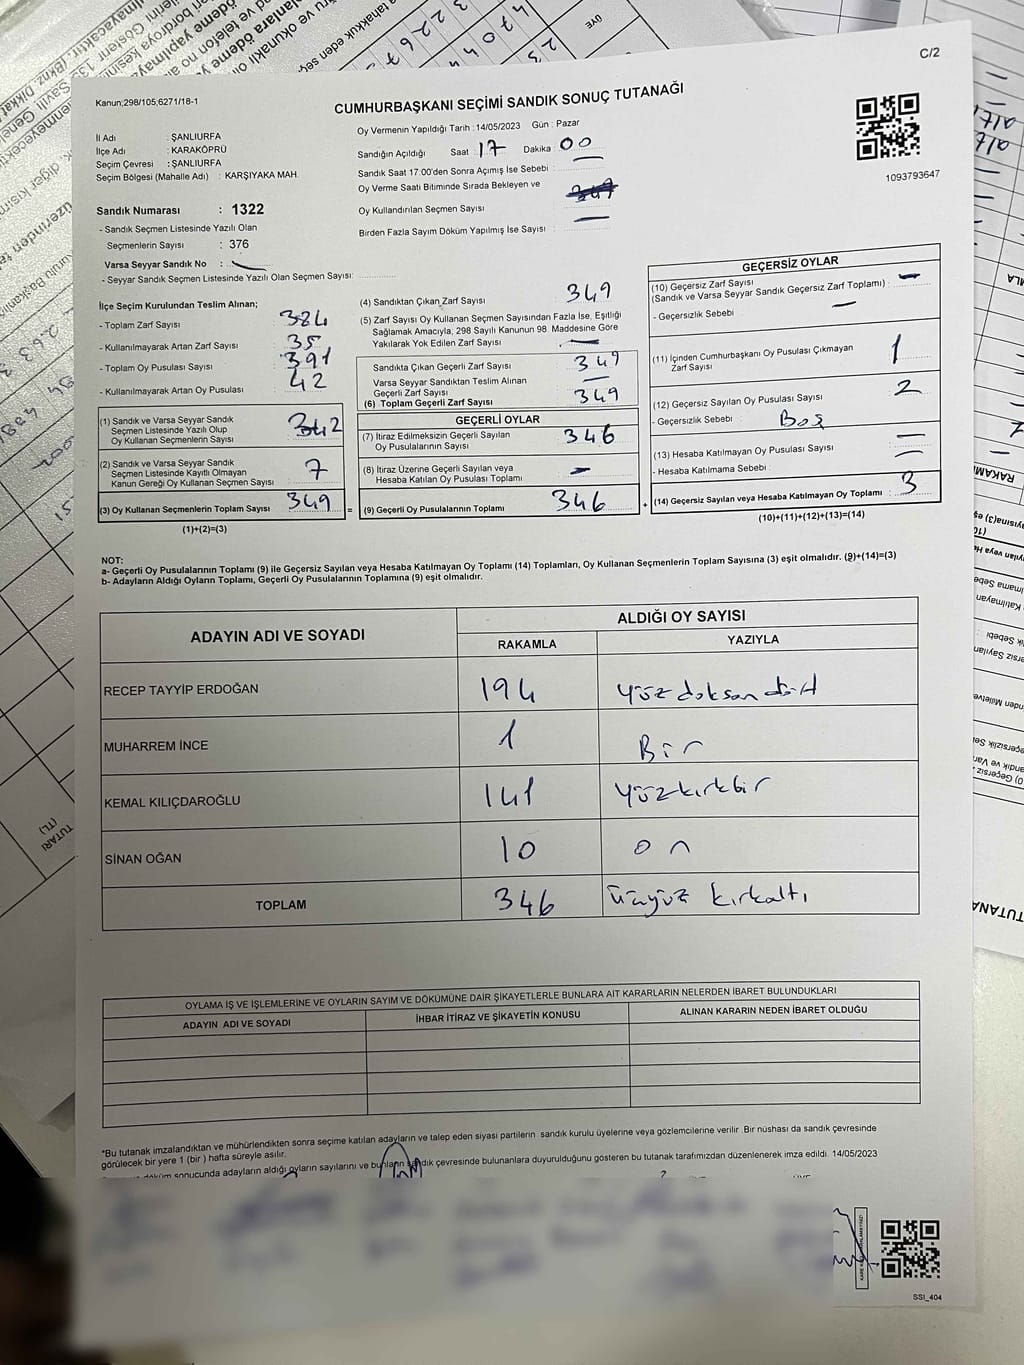 C/2
Kanun;298/105,6271/18-1
CUMHURBAŞKANI SEÇİMİ SANDIK SONUÇ TUTANAĞI
İl Adı : ŞANLIURFA
İlçe Adı : KARAKÖPRÜ
Seçim Çevresi : ŞANLIURFA
Seçim Bölgesi (Mahalle Adı) : KARŞIYAKA MAH.
Sandık Numarası : 1322
- Sandık Seçmen Listesinde Yazılı Olan
Seçmenlerin Sayısı : 376
Varsa Seyyar Sandık No :
- Seyyar Sandık Seçmen Listesinde Yazılı Olan Seçmen Sayısı:
Oy Vermenin Yapıldığı Tarih : 14/05/2023 Gün : Pazar
Sandığın Açıldığı Saat 17 Dakika 00
Sandık Saat 17:00'den Sonra Açımış İse Sebebi :
Oy Verme Saati Bitiminde Sırada Bekleyen ve
Oy Kullandırılan Seçmen Sayısı
Birden Fazla Sayım Döküm Yapılmış İse Sayısı :
1093793647
İlçe Seçim Kurulundan Teslim Alınan;
- Toplam Zarf Sayısı 384
- Kullanılmayarak Artan Zarf Sayısı 35
- Toplam Oy Pusulası Sayısı 391
- Kullanılmayarak Artan Oy Pusulası 42
(1) Sandık ve Varsa Seyyar Sandık
Seçmen Listesinde Yazılı Olup
Oy Kullanan Seçmenlerin Sayısı 342
(2) Sandık ve Varsa Seyyar Sandık
Seçmen Listesinde Kayıtlı Olmayan
Kanun Gereği Oy Kullanan Seçmen Sayısı 7
(3) Oy Kullanan Seçmenlerin Toplam Sayısı 349 =
(1)+(2)=(3)
(4) Sandıktan Çıkan Zarf Sayısı 349
(5) Zarf Sayısı Oy Kullanan Seçmen Sayısından Fazla İse, Eşitliği
Sağlamak Amacıyla, 298 Sayılı Kanunun 98. Maddesine Göre
Yakılarak Yok Edilen Zarf Sayısı -
Sandıkta Çıkan Geçerli Zarf Sayısı 349
Varsa Seyyar Sandıktan Teslim Alınan
Geçerli Zarf Sayısı -
(6) Toplam Geçerli Zarf Sayısı 349
GEÇERLİ OYLAR
(7) İtiraz Edilmeksizin Geçerli Sayılan
Oy Pusulalarının Sayısı 346
(8) İtiraz Üzerine Geçerli Sayılan veya
Hesaba Katılan Oy Pusulası Toplamı -
(9) Geçerli Oy Pusulalarının Toplamı 346 +
GEÇERSİZ OYLAR
(10) Geçersiz Zarf Sayısı
(Sandık ve Varsa Seyyar Sandık Geçersiz Zarf Toplamı) : -
- Geçersizlik Sebebi : -
(11) İçinden Cumhurbaşkanı Oy Pusulası Çıkmayan
Zarf Sayısı 1
(12) Geçersiz Sayılan Oy Pusulası Sayısı 2
- Geçersizlik Sebebi : Boş
(13) Hesaba Katılmayan Oy Pusulası Sayısı -
- Hesaba Katılmama Sebebi : -
(14) Geçersiz Sayılan veya Hesaba Katılmayan Oy Toplamı : 3
(10)+(11)+(12)+(13)=(14)
NOT:
a- Geçerli Oy Pusulalarının Toplamı (9) ile Geçersiz Sayılan veya Hesaba Katılmayan Oy Toplamı (14) Toplamları, Oy Kullanan Seçmenlerin Toplam Sayısına (3) eşit olmalıdır. (9)+(14)=(3)
b- Adayların Aldığı Oyların Toplamı, Geçerli Oy Pusulalarının Toplamına (9) eşit olmalıdır.
ADAYIN ADI VE SOYADI
ALDIĞI OY SAYISI
RAKAMLA YAZIYLA
RECEP TAYYİP ERDOĞAN 194 yüz doksan dört
MUHARREM İNCE 1 Bir
KEMAL KILIÇDAROĞLU 141 yüzkırkbir
SİNAN OĞAN 10 on
TOPLAM 346 üçyüz kırkaltı
OYLAMA İŞ VE İŞLEMLERİNE VE OYLARIN SAYIM VE DÖKÜMÜNE DAİR ŞİKAYETLERLE BUNLARA AİT KARARLARIN NELERDEN İBARET BULUNDUKLARI
ADAYIN ADI VE SOYADI İHBAR İTİRAZ VE ŞİKAYETİN KONUSU ALINAN KARARIN NEDEN İBARET OLDUĞU
*Bu tutanak imzalandıktan ve mühürlendikten sonra seçime katılan adayların ve talep eden siyasi partilerin sandık kurulu üyelerine veya gözlemcilerine verilir Bir nüshası da sandık çevresinde
görülecek bir yere 1 (bir ) hafta süreyle asılır.
döküm sonucunda adayların aldığı oyların sayılarını ve bunların sandık çevresinde bulunanlara duyurulduğunu gösteren bu tutanak tarafımızdan düzenlenerek imza edildi. 14/05/2023
SSI_404